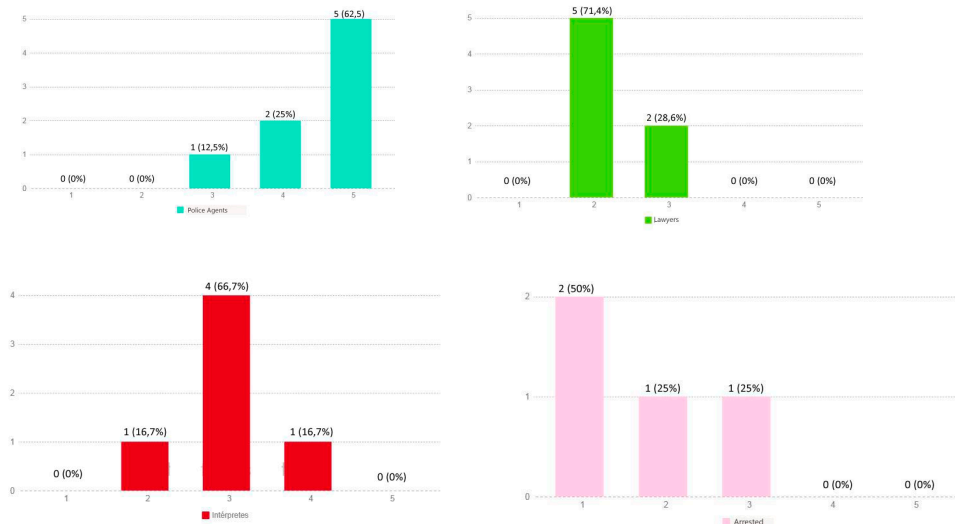 5 (62,5)
5
4
3
2 (25%)
2
1 (12,5%)
1
0 (0%) 0 (0%)
0
1 2 3 4 5
Police Agents
5 (71,4%)
5
4
3
2 (28,6%)
2
1
0 (0%) 0 (0%) 0 (0%)
0
1 2 3 4 5
Lawyers
4 (66,7%)
4
3
2
1 (16,7%) 1 (16,7%)
1
0 (0%) 0 (0%)
0
1 2 3 4 5
Intérpretes
2 (50%)
2
1 (25%) 1 (25%)
1
0 (0%) 0 (0%)
0
1 2 3 4 5
Arrested